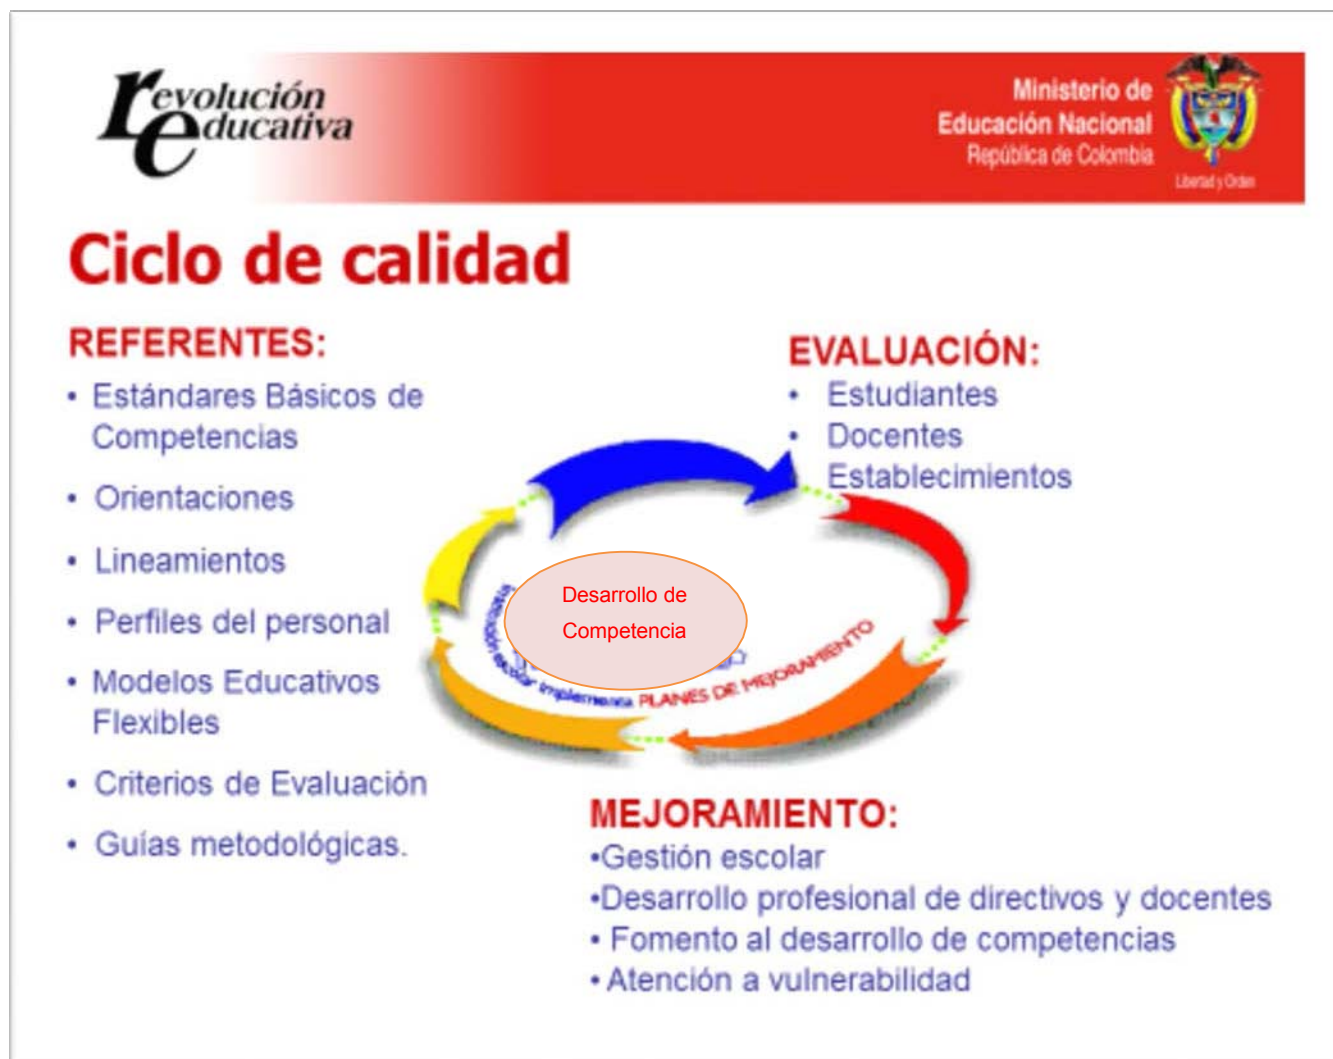 revolución
educativa
Ministerio de
Educación Nacional
República de Colombia
Libertad y Orden
Ciclo de calidad
REFERENTES:
• Estándares Básicos de
Competencias
• Orientaciones
• Lineamientos
• Perfiles del personal
• Modelos Educativos
Flexibles
• Criterios de Evaluación
• Guías metodológicas.
EVALUACIÓN:
• Estudiantes
• Docentes
Establecimientos
Desarrollo de
Competencia
escolar implementa PLANES DE MEJORAMIENTO
MEJORAMIENTO:
•Gestión escolar
•Desarrollo profesional de directivos y docentes
• Fomento al desarrollo de competencias
• Atención a vulnerabilidad